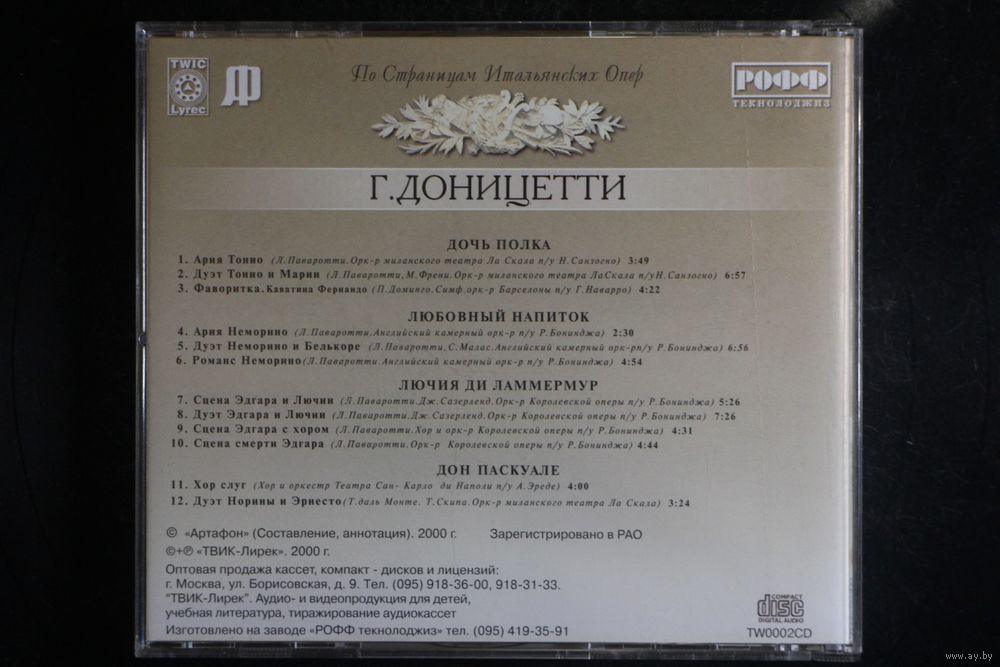 TWIC
Lyrec
По Страницам Итальянских Опер
РОФФ
ТЕКНОЛОДЖИЗ
Г.ДОНИЦЕТТИ
ДОЧЬ ПОЛКА
1. Ария Тонио (Л.Паваротти.Орк-р миланского театра Ла Скала п/у Н.Санзогно) 3:49
2. Дуэт Тонио и Марии (Л.Паваротти,М.Френи.Орк-р миланского театра ЛаСкала п/уН.Санзогно) 6:57
3. Фаворитка.Каватина Фернандо (П.Доминго.Симф.орк-р Барселоны п/у Г.Наварро) 4:22
ЛЮБОВНЫЙ НАПИТОК
4. Ария Неморино (Л.Паваротти.Английский камерный орк-р п/у Р.Бонинджа) 2:30
5. Дуэт Неморино и Белькоре (Л.Паваротти,С.Малас.Английский камерный орк-рп/у Р.Бонинджа) 6:56
6. Романс Неморино(Л.Паваротти.Английский камерный орк-р п/у Р.Бонинджа) 4:54
ЛЮЧИЯ ДИ ЛАММЕРМУР
7. Сцена Эдгара и Лючии (Л.Паваротти.Дж.Сазерленд.Орк-р Королевской оперы п/у Р.Бонинджа) 5:26
8. Дуэт Эдгара и Лючии (Л.Паваротти.Дж.Сазерленд.Орк-р Королевской оперы п/у Р.Бонинджа) 7:26
9. Сцена Эдгара с хором (Л.Паваротти.Хор и орк-р Королевской оперы п/у Р.Бонинджа) 4:31
10. Сцена смерти Эдгара (Л.Паваротти.Орк-р Королевской оперы п/у Р.Бонинджа) 4:44
ДОН ПАСКУАЛЕ
11. Хор слуг (Хор и оркестр Театра Сан- Карло ди Наполи п/у А.Эреде) 4:00
12. Дуэт Норины и Эрнесто(Т.даль Монте. Т.Скипа.Орк-р миланского театра Ла Скала) 3:24
© «Артафон» (Составление, аннотация). 2000 г. Зарегистрировано в РАО
©+℗ «ТВИК-Лирек». 2000 г.
Оптовая продажа кассет, компакт - дисков и лицензий:
г. Москва, ул. Борисовская, д. 9. Тел. (095) 918-36-00, 918-31-33.
"ТВИК-Лирек". Аудио- и видеопродукция для детей,
учебная литература, тиражирование аудиокассет
Изготовлено на заводе «РОФФ текнолоджиз» тел. (095) 419-35-91
COMPACT
disc
DIGITAL AUDIO
TW0002CD
www.ay.by